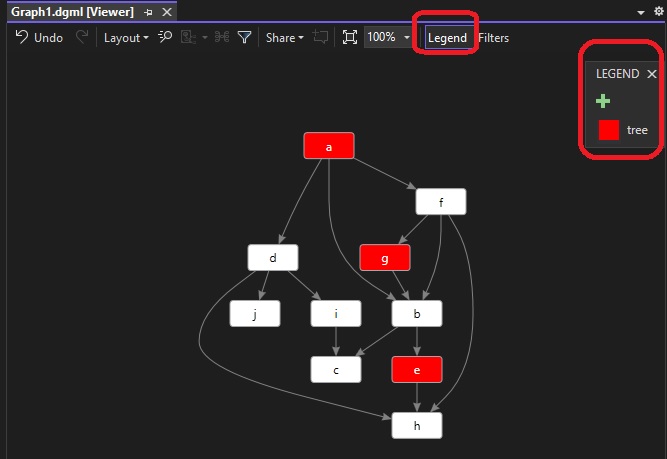 Graph1.dgml [Viewer]
Undo Layout Share 100% Legend Filters
LEGEND
tree
a
f
d g
j i b
c e
h